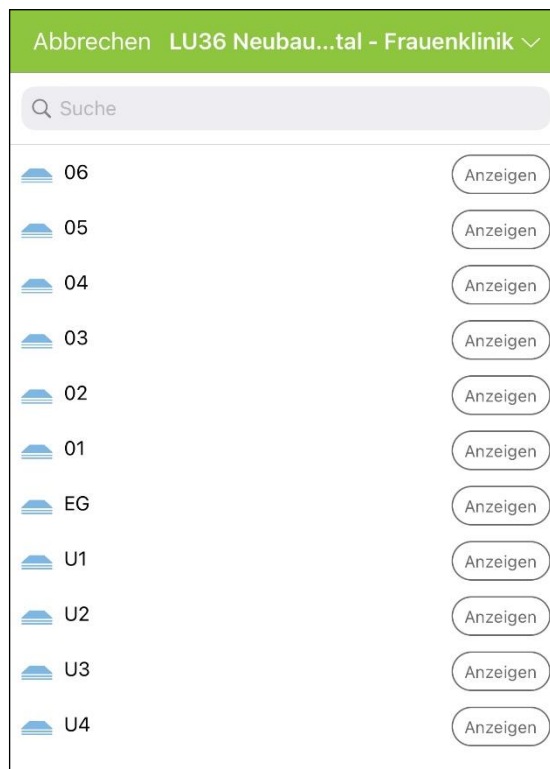 Abbrechen LU36 Neubau...tal - Frauenklinik
Suche
06 Anzeigen
05 Anzeigen
04 Anzeigen
03 Anzeigen
02 Anzeigen
01 Anzeigen
EG Anzeigen
U1 Anzeigen
U2 Anzeigen
U3 Anzeigen
U4 Anzeigen